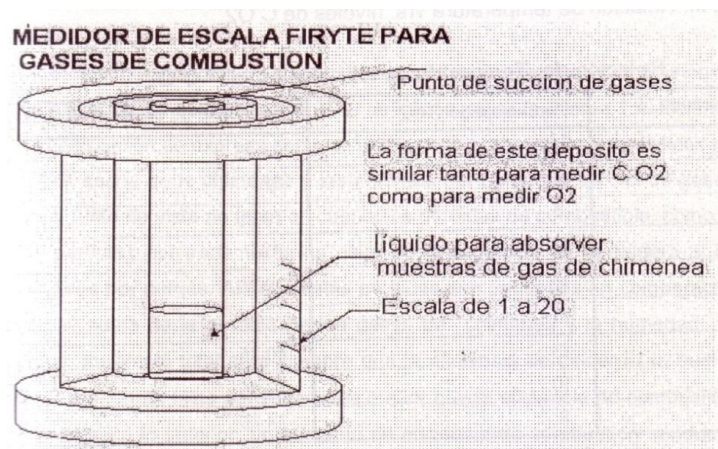 MEDIDOR DE ESCALA FIRYTE PARA
GASES DE COMBUSTION
Punto de succion de gases
La forma de este deposito es
similar tanto para medir C O2
como para medir O2
líquido para absorver
muestras de gas de chimenea
Escala de 1 a 20